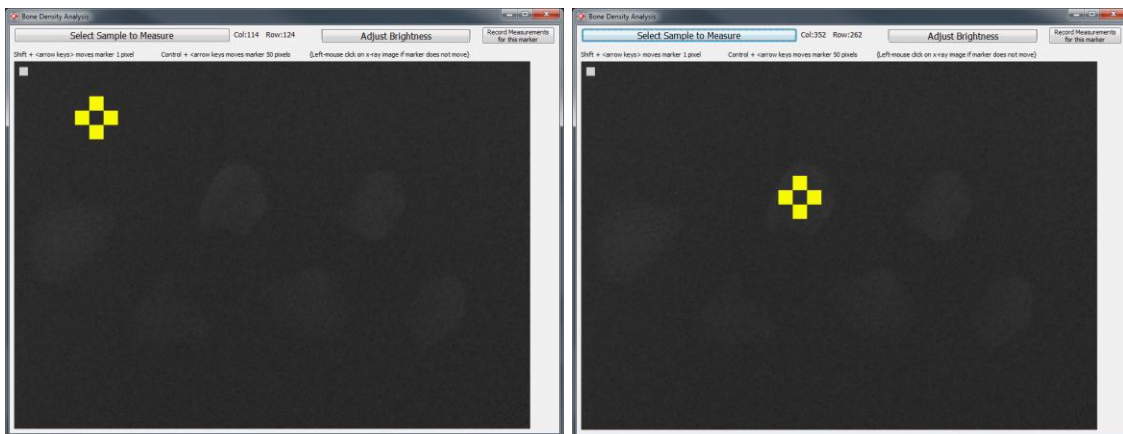 Bone Density Analysis
Select Sample to Measure Col:114 Row:124 Adjust Brightness Record Measurements for this marker
Shift + <arrow keys> moves marker 1 pixel Control + <arrow keys moves marker 50 pixels (Left-mouse click on x-ray image if marker does not move)
Bone Density Analysis
Select Sample to Measure Col:352 Row:262 Adjust Brightness Record Measurements for this marker
Shift + <arrow keys> moves marker 1 pixel Control + <arrow keys moves marker 50 pixels (Left-mouse click on x-ray image if marker does not move)